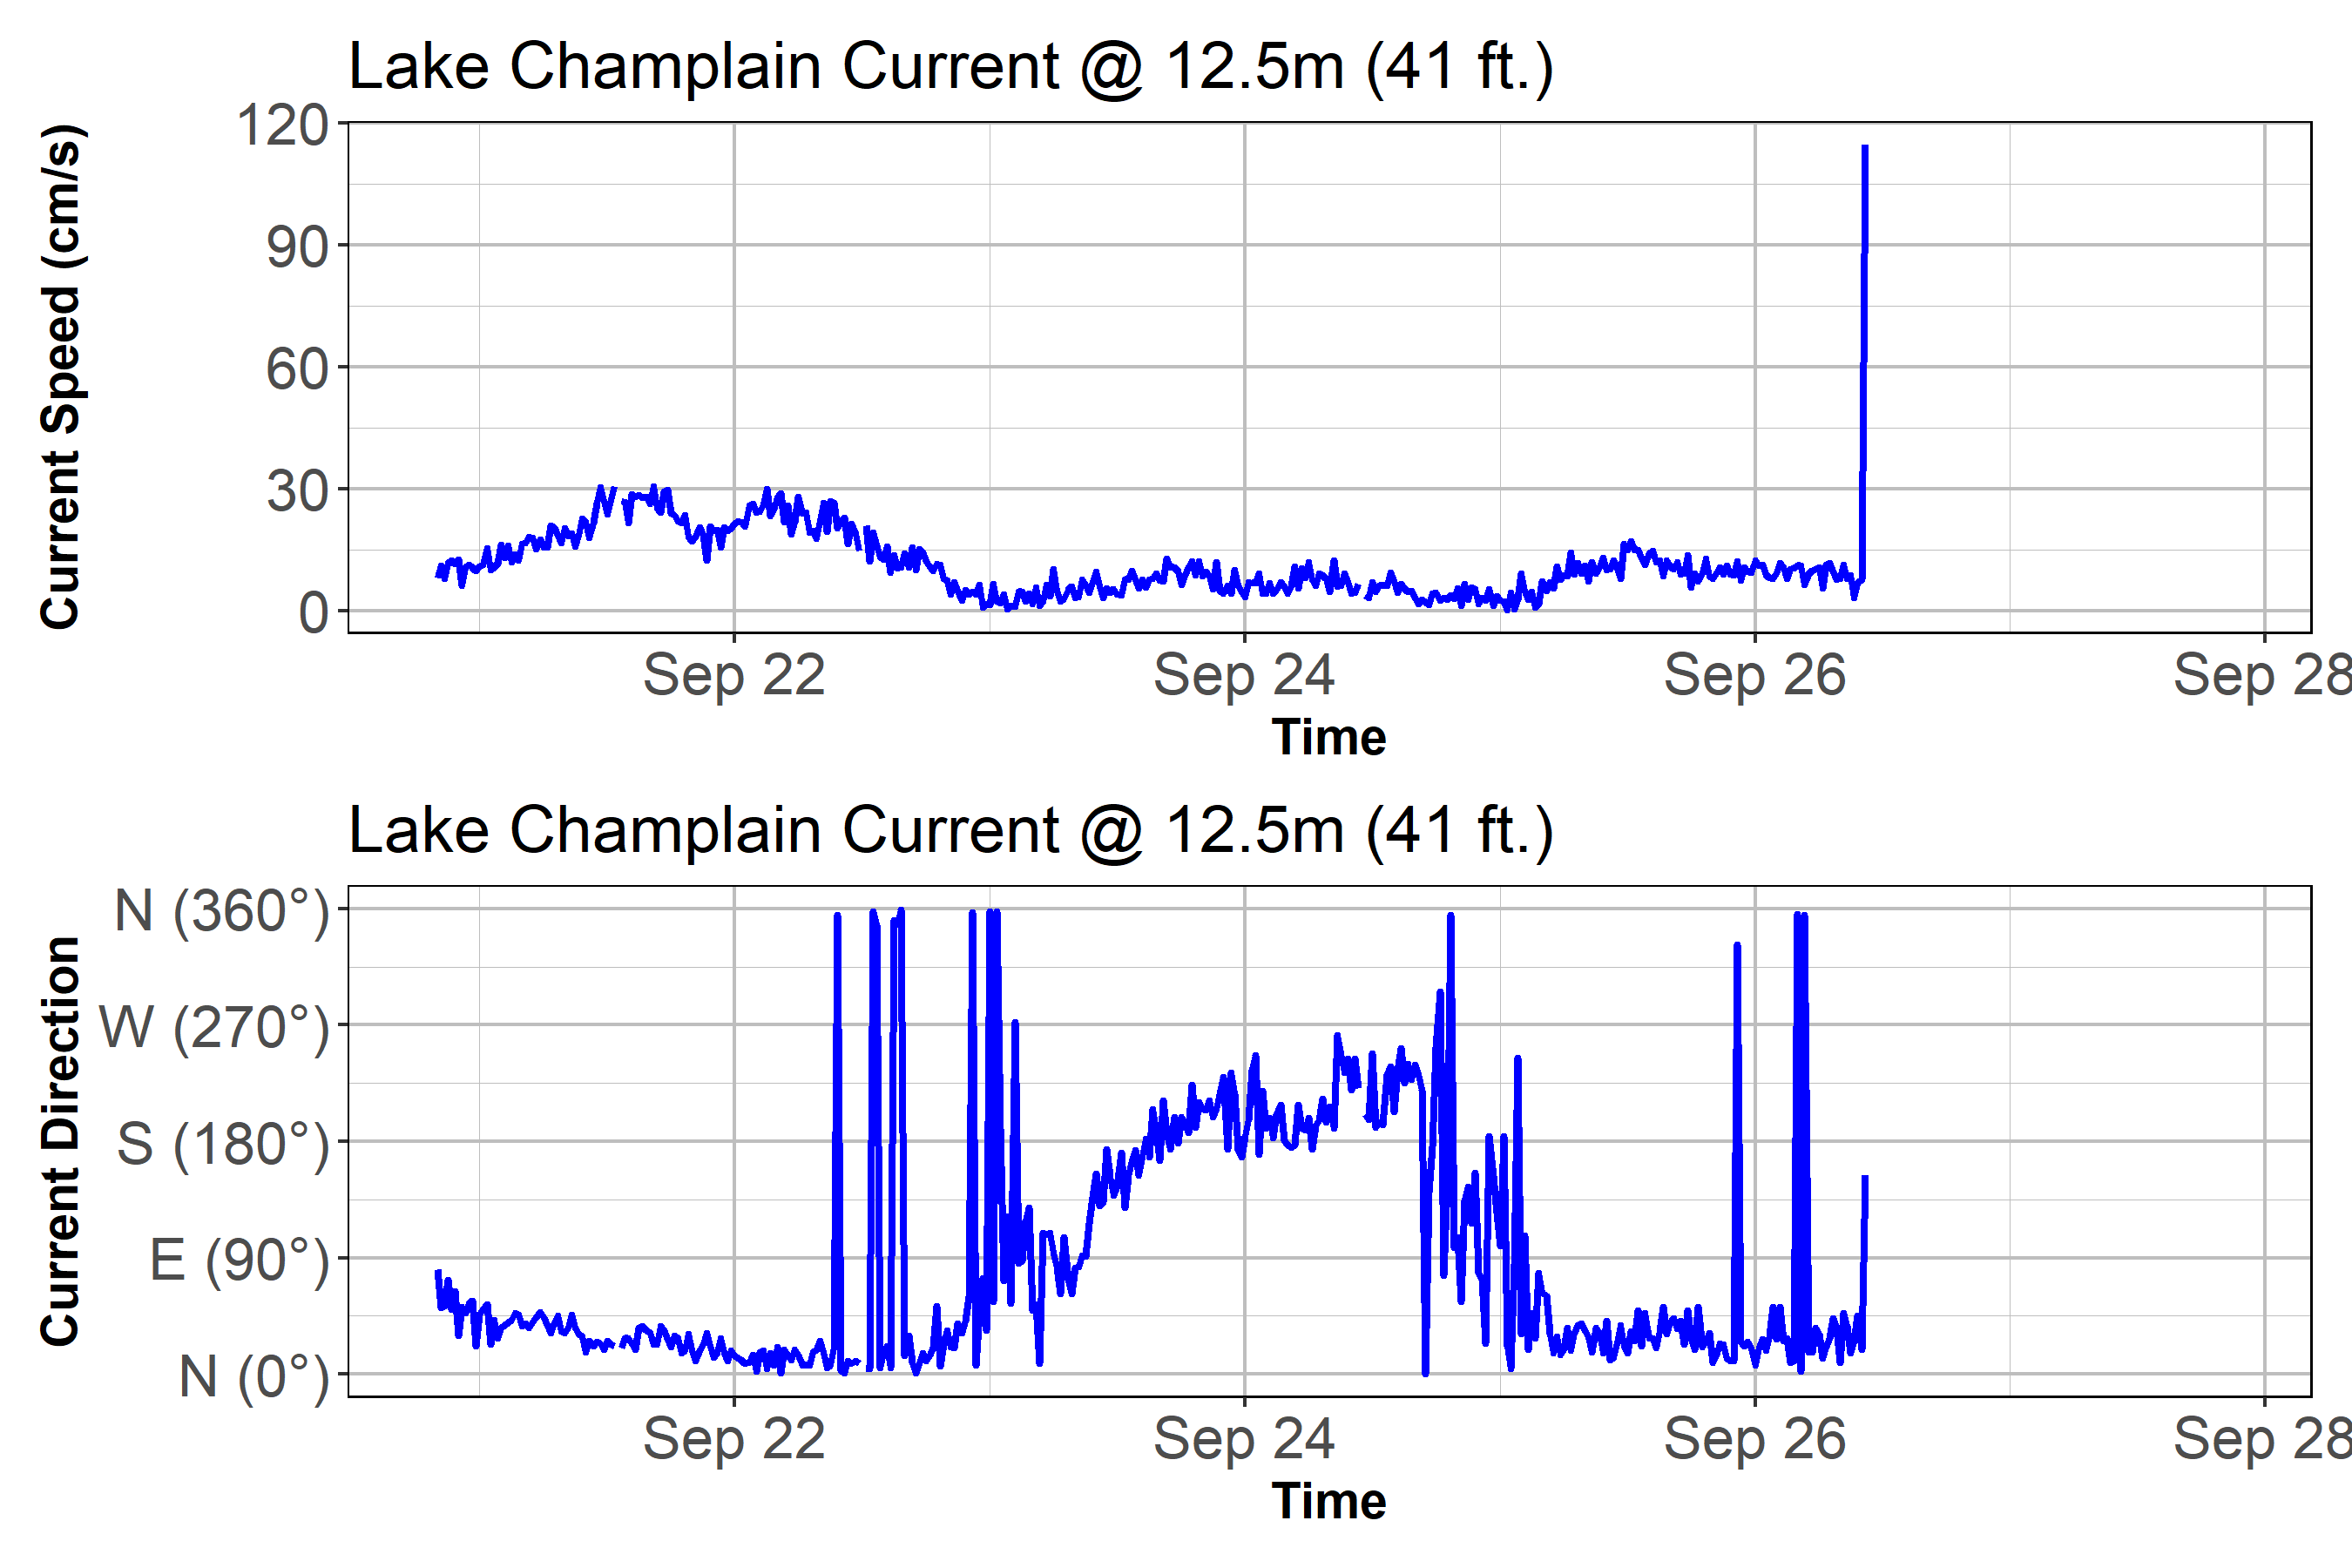 Lake Champlain Current @ 12.5m (41 ft.)
Current Speed (cm/s)
120
90
60
30
0
Sep 22 Sep 24 Sep 26 Sep 28
Time
Lake Champlain Current @ 12.5m (41 ft.)
Current Direction
N (360°)
W (270°)
S (180°)
E (90°)
N (0°)
Sep 22 Sep 24 Sep 26 Sep 28
Time